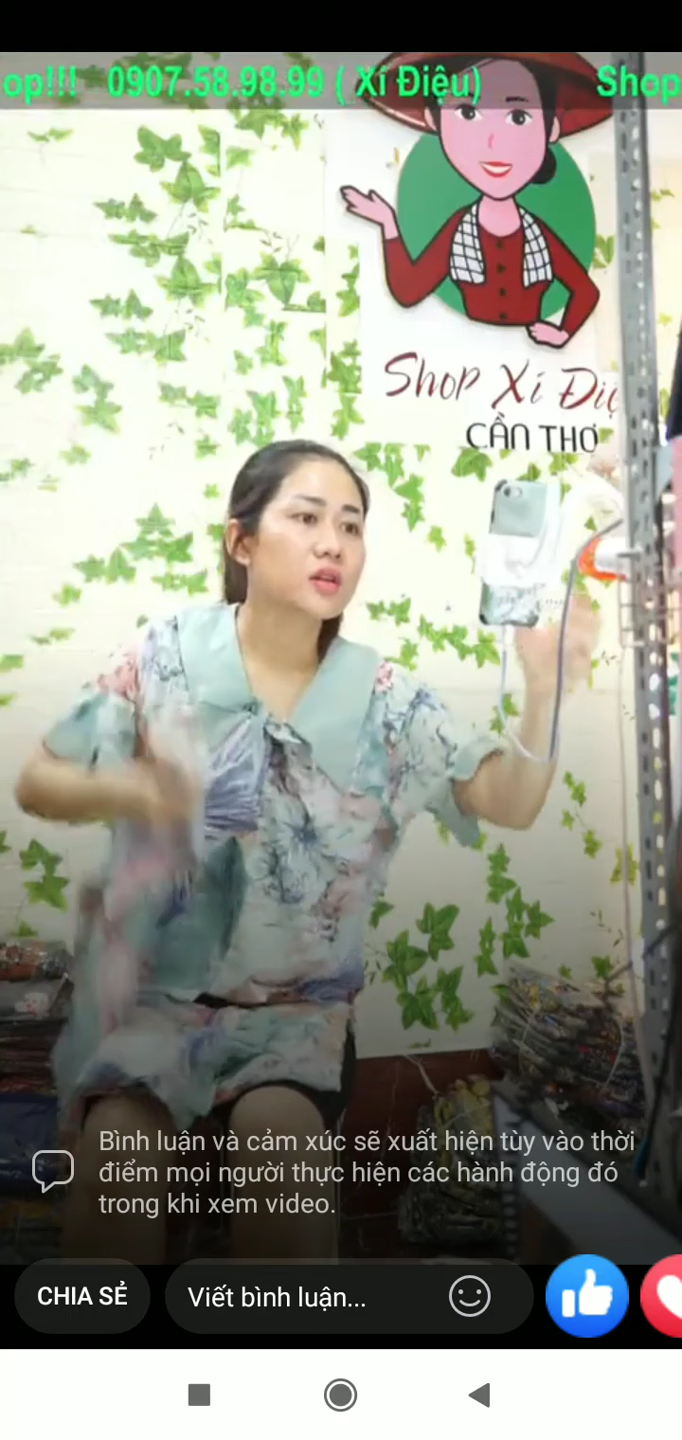 op!!! 0907.58.98.99 ( Xí Điệu) Shop
Shop Xí Điệ
CẦN THƠ
Bình luận và cảm xúc sẽ xuất hiện tùy vào thời
điểm mọi người thực hiện các hành động đó
trong khi xem video.
CHIA SẺ
Viết bình luận...